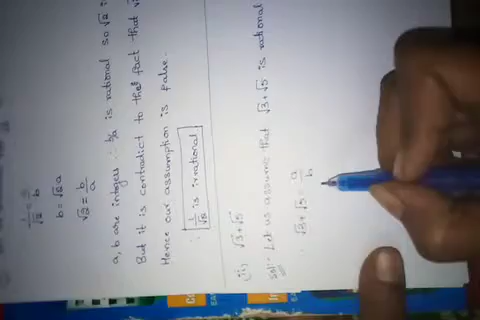 1/√2 = a/b
b = √2a
√2 = b/a
a, b are integers ∴ b/a is rational so √2
But it is contradict to the fact that
Hence our assumption is false.
∴ 1/√2 is irrational
(ii) √3+√5
Sol:- Let us assume that √3+√5 is rational
∴ √3+√5 = a/b